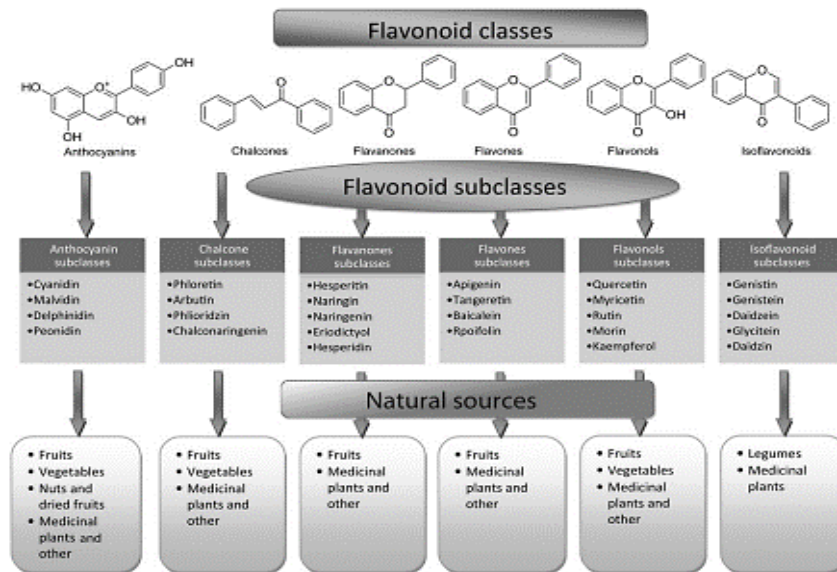 Flavonoid classes
OH
HO
O+
OH
OH
Anthocyanins
O
Chalcones
O
O
Flavanones
O
O
Flavones
O
OH
O
Flavonols
O
O
Isoflavonoids
Flavonoid subclasses
Anthocyanin
subclasses
•Cyanidin
•Malvidin
•Delphinidin
•Peonidin
Chalcone
subclasses
•Phloretin
•Arbutin
•Phlioridzin
•Chalconaringenin
Flavanones
subclasses
•Hesperitin
•Naringin
•Naringenin
•Eriodictyol
•Hesperidin
Flavones
subclasses
•Apigenin
•Tangeretin
•Baicalein
•Rpoifolin
Flavonols
subclasses
•Quercetin
•Myricetin
•Rutin
•Morin
•Kaempferol
Isoflavonoid
subclasses
•Genistin
•Genistein
•Daidzein
•Glycitein
•Daidzin
Natural sources
• Fruits
• Vegetables
• Nuts and
dried fruits
• Medicinal
plants and
other
• Fruits
• Vegetables
• Medicinal
plants and
other
• Fruits
• Medicinal
plants and
other
• Fruits
• Medicinal
plants and
other
• Fruits
• Vegetables
• Medicinal
plants and
other
• Legumes
• Medicinal
plants